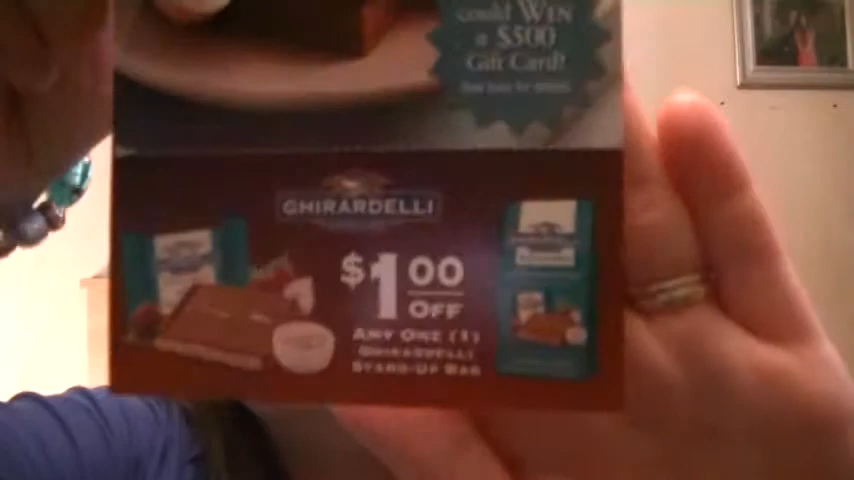 could WIN
a $500
Gift Card!
GHIRARDELLI
$1.00
OFF
ANY ONE (1)
GHIRARDELLI
STAND-UP BAG